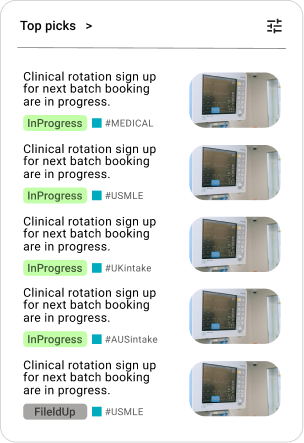 Top picks >
Clinical rotation sign up
for next batch booking
are in progress.
InProgress #MEDICAL
Clinical rotation sign up
for next batch booking
are in progress.
InProgress #USMLE
Clinical rotation sign up
for next batch booking
are in progress.
InProgress #UKintake
Clinical rotation sign up
for next batch booking
are in progress.
InProgress #AUSintake
Clinical rotation sign up
for next batch booking
are in progress.
FileldUp #USMLE